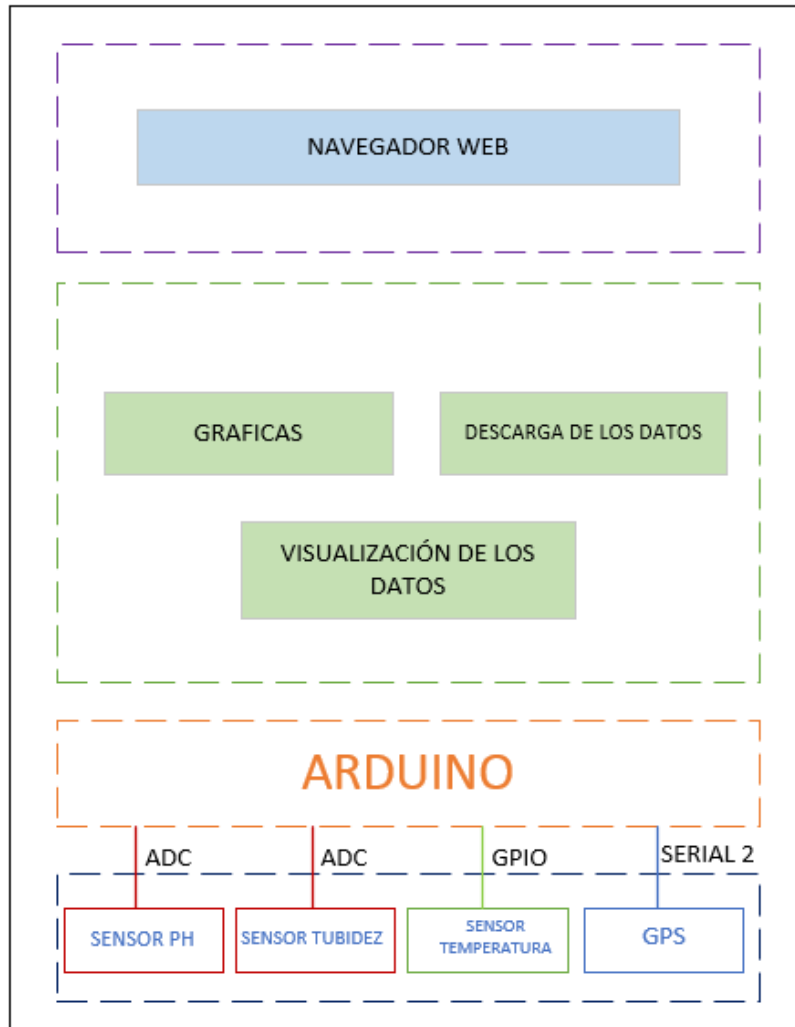 NAVEGADOR WEB
GRAFICAS
DESCARGA DE LOS DATOS
VISUALIZACIÓN DE LOS
DATOS
ARDUINO
ADC
ADC
GPIO
SERIAL 2
SENSOR PH
SENSOR TUBIDEZ
SENSOR
TEMPERATURA
GPS